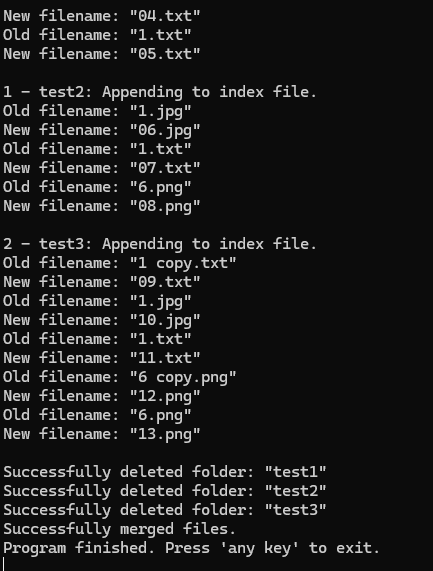 New filename: "04.txt"
Old filename: "1.txt"
New filename: "05.txt"

1 - test2: Appending to index file.
Old filename: "1.jpg"
New filename: "06.jpg"
Old filename: "1.txt"
New filename: "07.txt"
Old filename: "6.png"
New filename: "08.png"

2 - test3: Appending to index file.
Old filename: "1 copy.txt"
New filename: "09.txt"
Old filename: "1.jpg"
New filename: "10.jpg"
Old filename: "1.txt"
New filename: "11.txt"
Old filename: "6 copy.png"
New filename: "12.png"
Old filename: "6.png"
New filename: "13.png"

Successfully deleted folder: "test1"
Successfully deleted folder: "test2"
Successfully deleted folder: "test3"
Successfully merged files.
Program finished. Press 'any key' to exit.